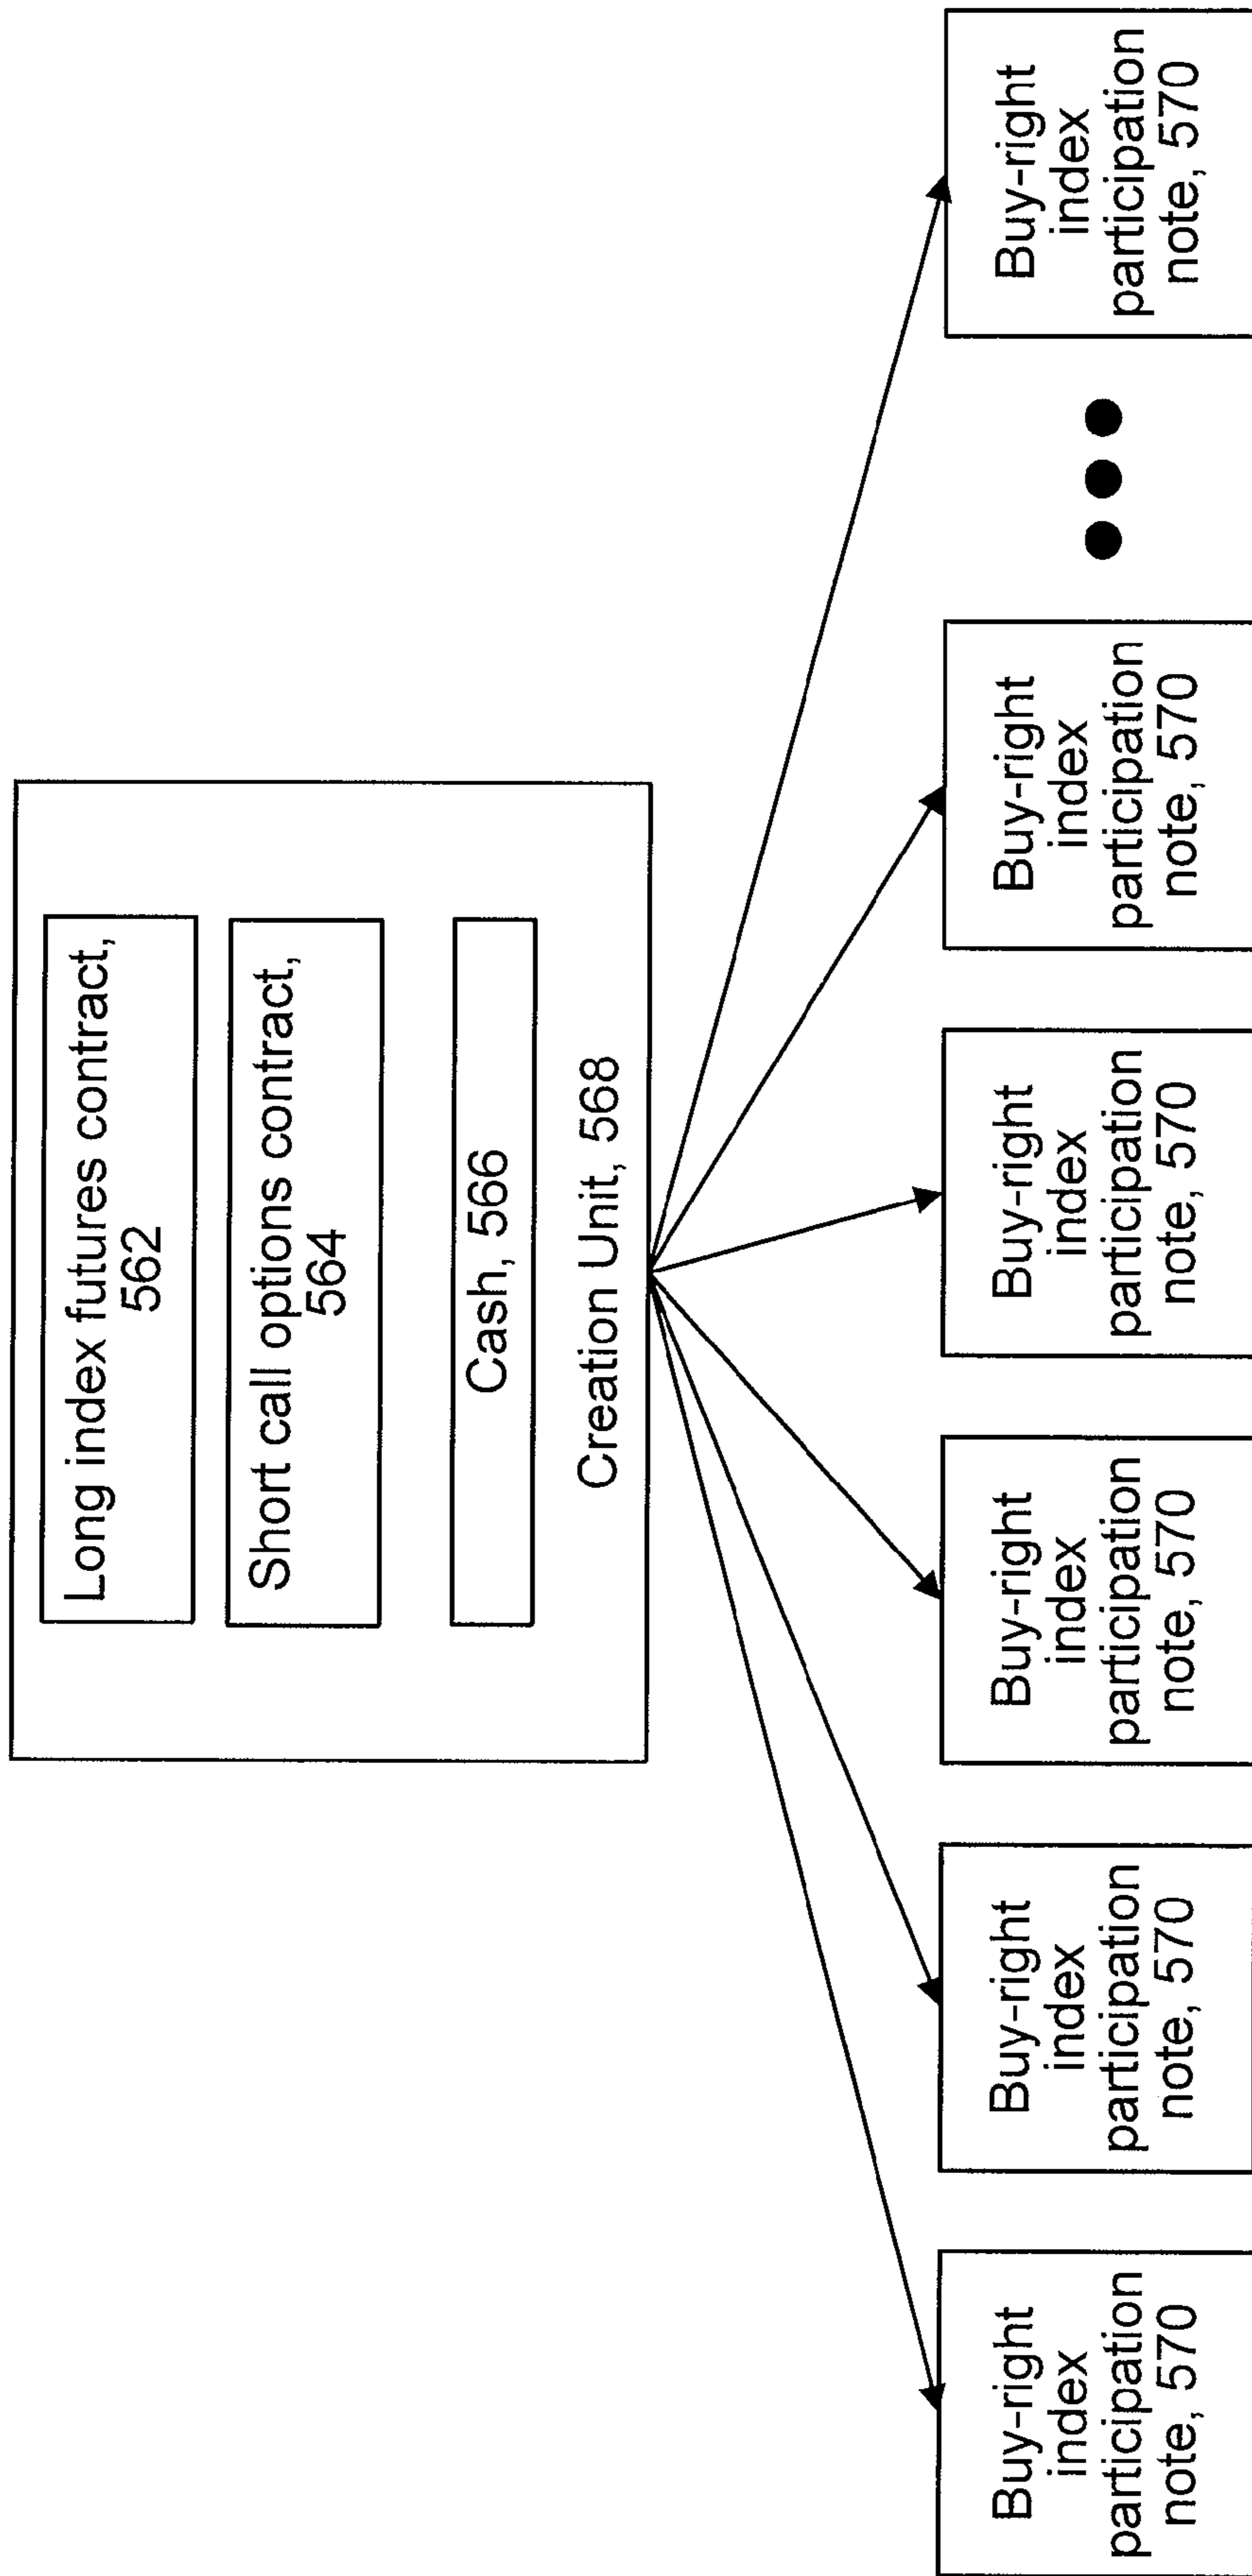 Long index futures contract,
562
Short call options contract,
564
Cash, 566
Creation Unit, 568
Buy-right
index
participation
note, 570
Buy-right
index
participation
note, 570
Buy-right
index
participation
note, 570
Buy-right
index
participation
note, 570
Buy-right
index
participation
note, 570
Buy-right
index
participation
note, 570